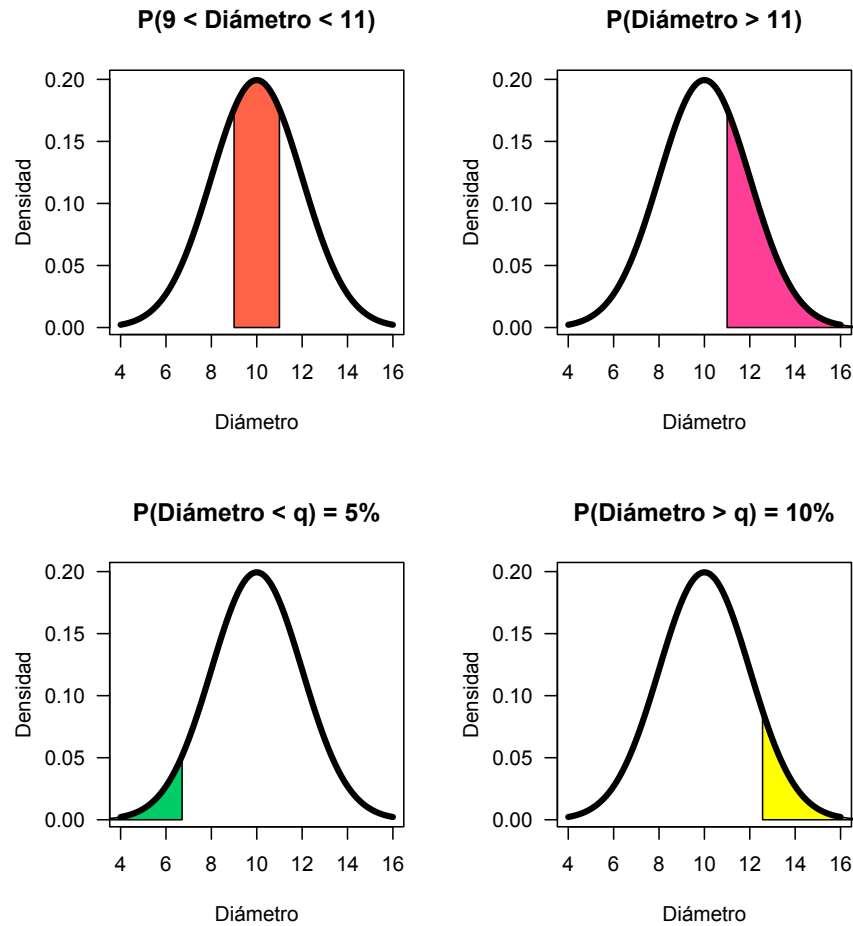 P(9 < Diámetro < 11)
0.20
0.15
0.10
0.05
0.00
Densidad
4 6 8 10 12 14 16
Diámetro
P(Diámetro > 11)
0.20
0.15
0.10
0.05
0.00
Densidad
4 6 8 10 12 14 16
Diámetro
P(Diámetro < q) = 5%
0.20
0.15
0.10
0.05
0.00
Densidad
4 6 8 10 12 14 16
Diámetro
P(Diámetro > q) = 10%
0.20
0.15
0.10
0.05
0.00
Densidad
4 6 8 10 12 14 16
Diámetro